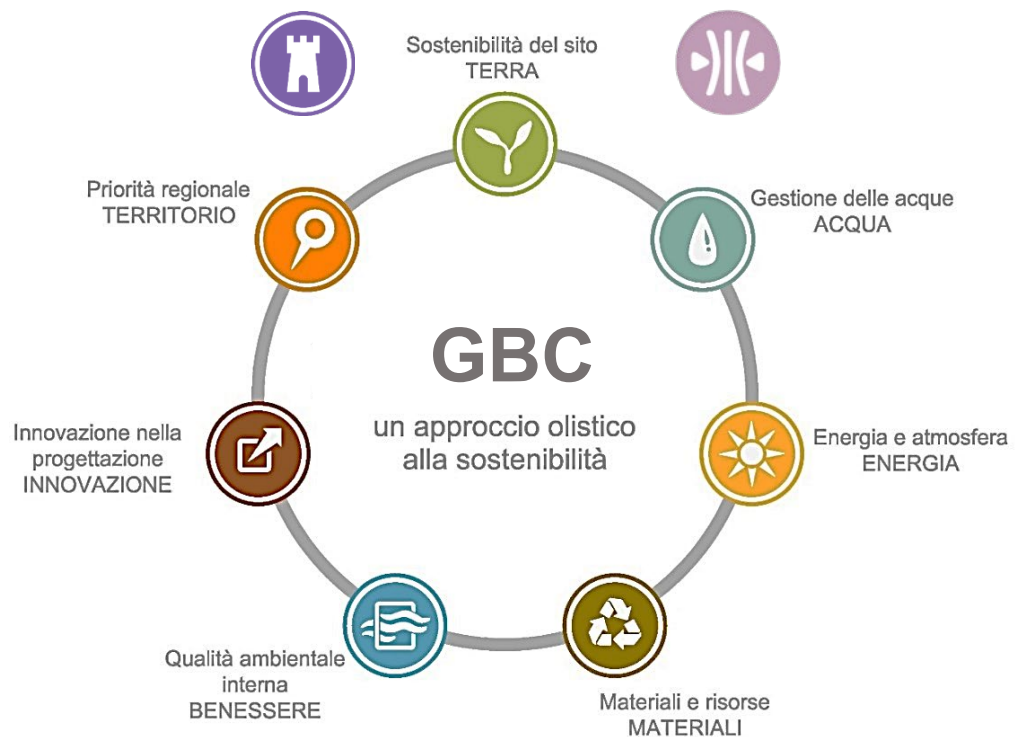 Sostenibilità del sito
TERRA
Priorità regionale
TERRITORIO
Gestione delle acque
ACQUA
GBC
un approccio olistico
alla sostenibilità
Innovazione nella
progettazione
INNOVAZIONE
Energia e atmosfera
ENERGIA
Qualità ambientale
interna
BENESSERE
Materiali e risorse
MATERIALI